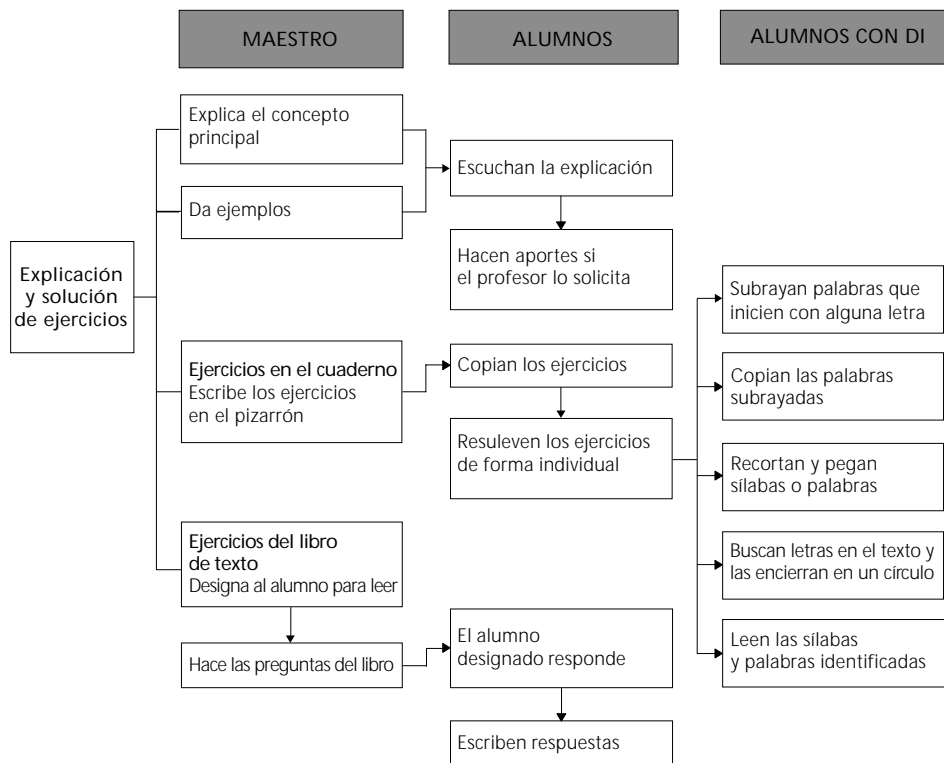 MAESTRO
ALUMNOS
ALUMNOS CON DI
Explicación
y solución
de ejercicios
Explica el concepto
principal
Da ejemplos
Ejercicios en el cuaderno
Escribe los ejercicios
en el pizarrón
Ejercicios del libro
de texto
Designa al alumno para leer
Hace las preguntas del libro
Escuchan la explicación
Hacen aportes si
el profesor lo solicita
Copian los ejercicios
Resuleven los ejercicios
de forma individual
El alumno
designado responde
Escriben respuestas
Subrayan palabras que
inicien con alguna letra
Copian las palabras
subrayadas
Recortan y pegan
sílabas o palabras
Buscan letras en el texto y
las encierran en un círculo
Leen las sílabas
y palabras identificadas